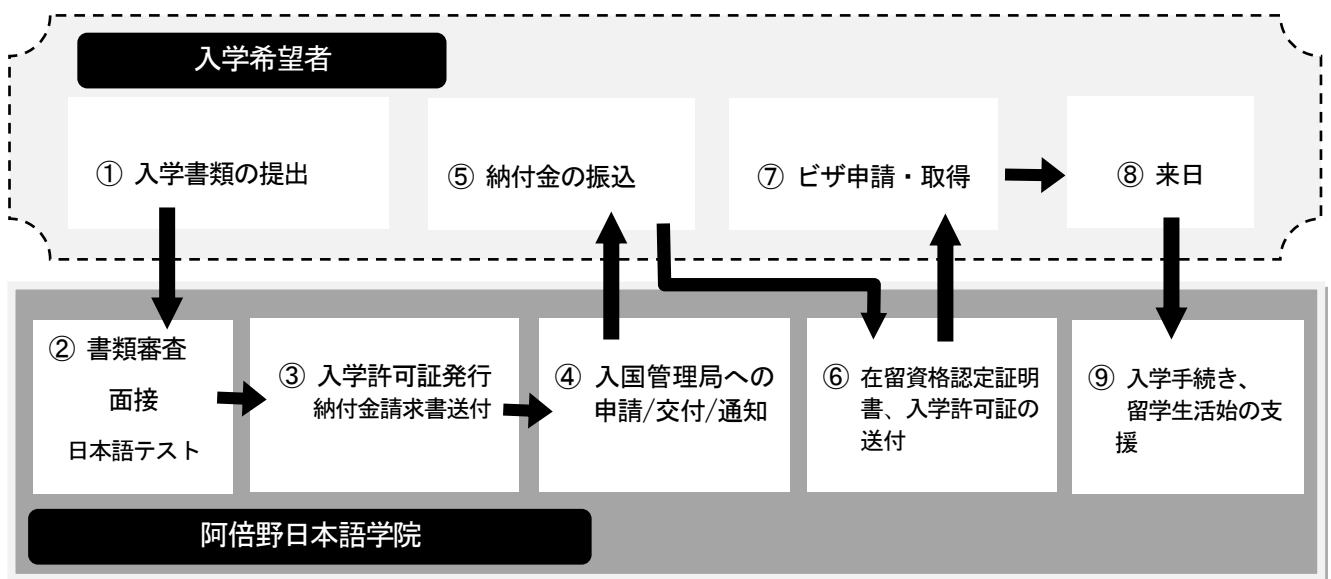 入学希望者
① 入学書類の提出
⑤ 納付金の振込
⑦ ビザ申請・取得
⑧ 来日
② 書類審査
面接
日本語テスト
③ 入学許可証発行
納付金請求書送付
④ 入国管理局への
申請/交付/通知
⑥ 在留資格認定証明
書、入学許可証の
送付
⑨ 入学手続き、
留学生活始の支
援
阿倍野日本語学院